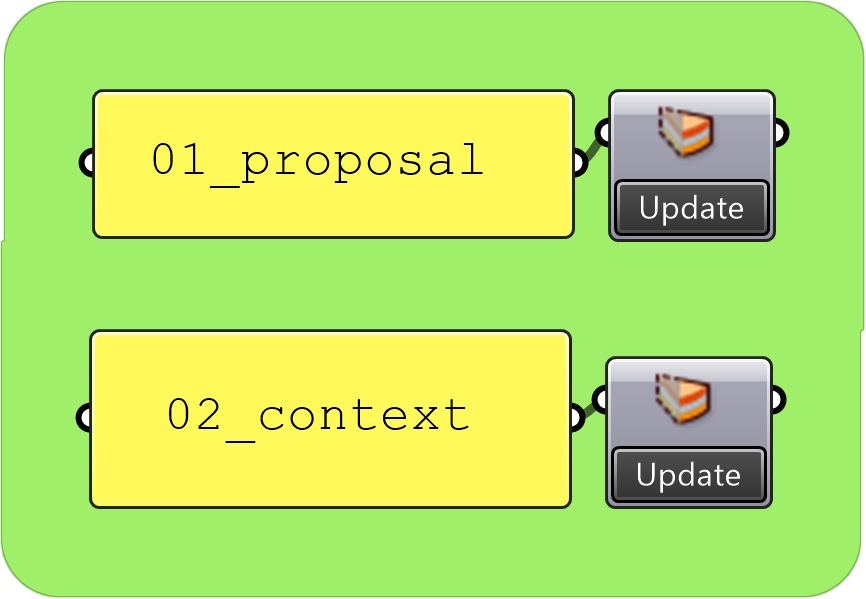 01_proposal
Update
02_context
Update